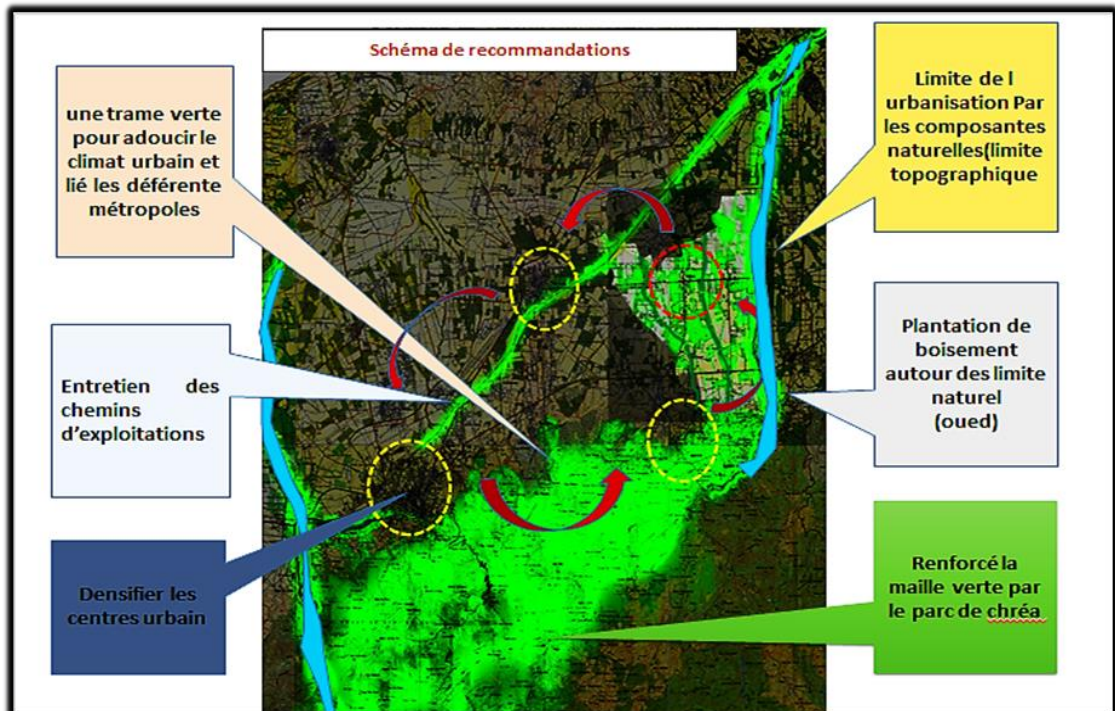 Schéma de recommandations
une trame verte
pour adoucir le
climat urbain et
lié les déférente
métropoles
Entretien des
chemins
d’exploitations
Densifier les
centres urbain
Limite de l
urbanisation Par
les composantes
naturelles(limite
topographique
Plantation de
boisement
autour des limite
naturel
(oued)
Renforcé la
maille verte par
le parc de chréa